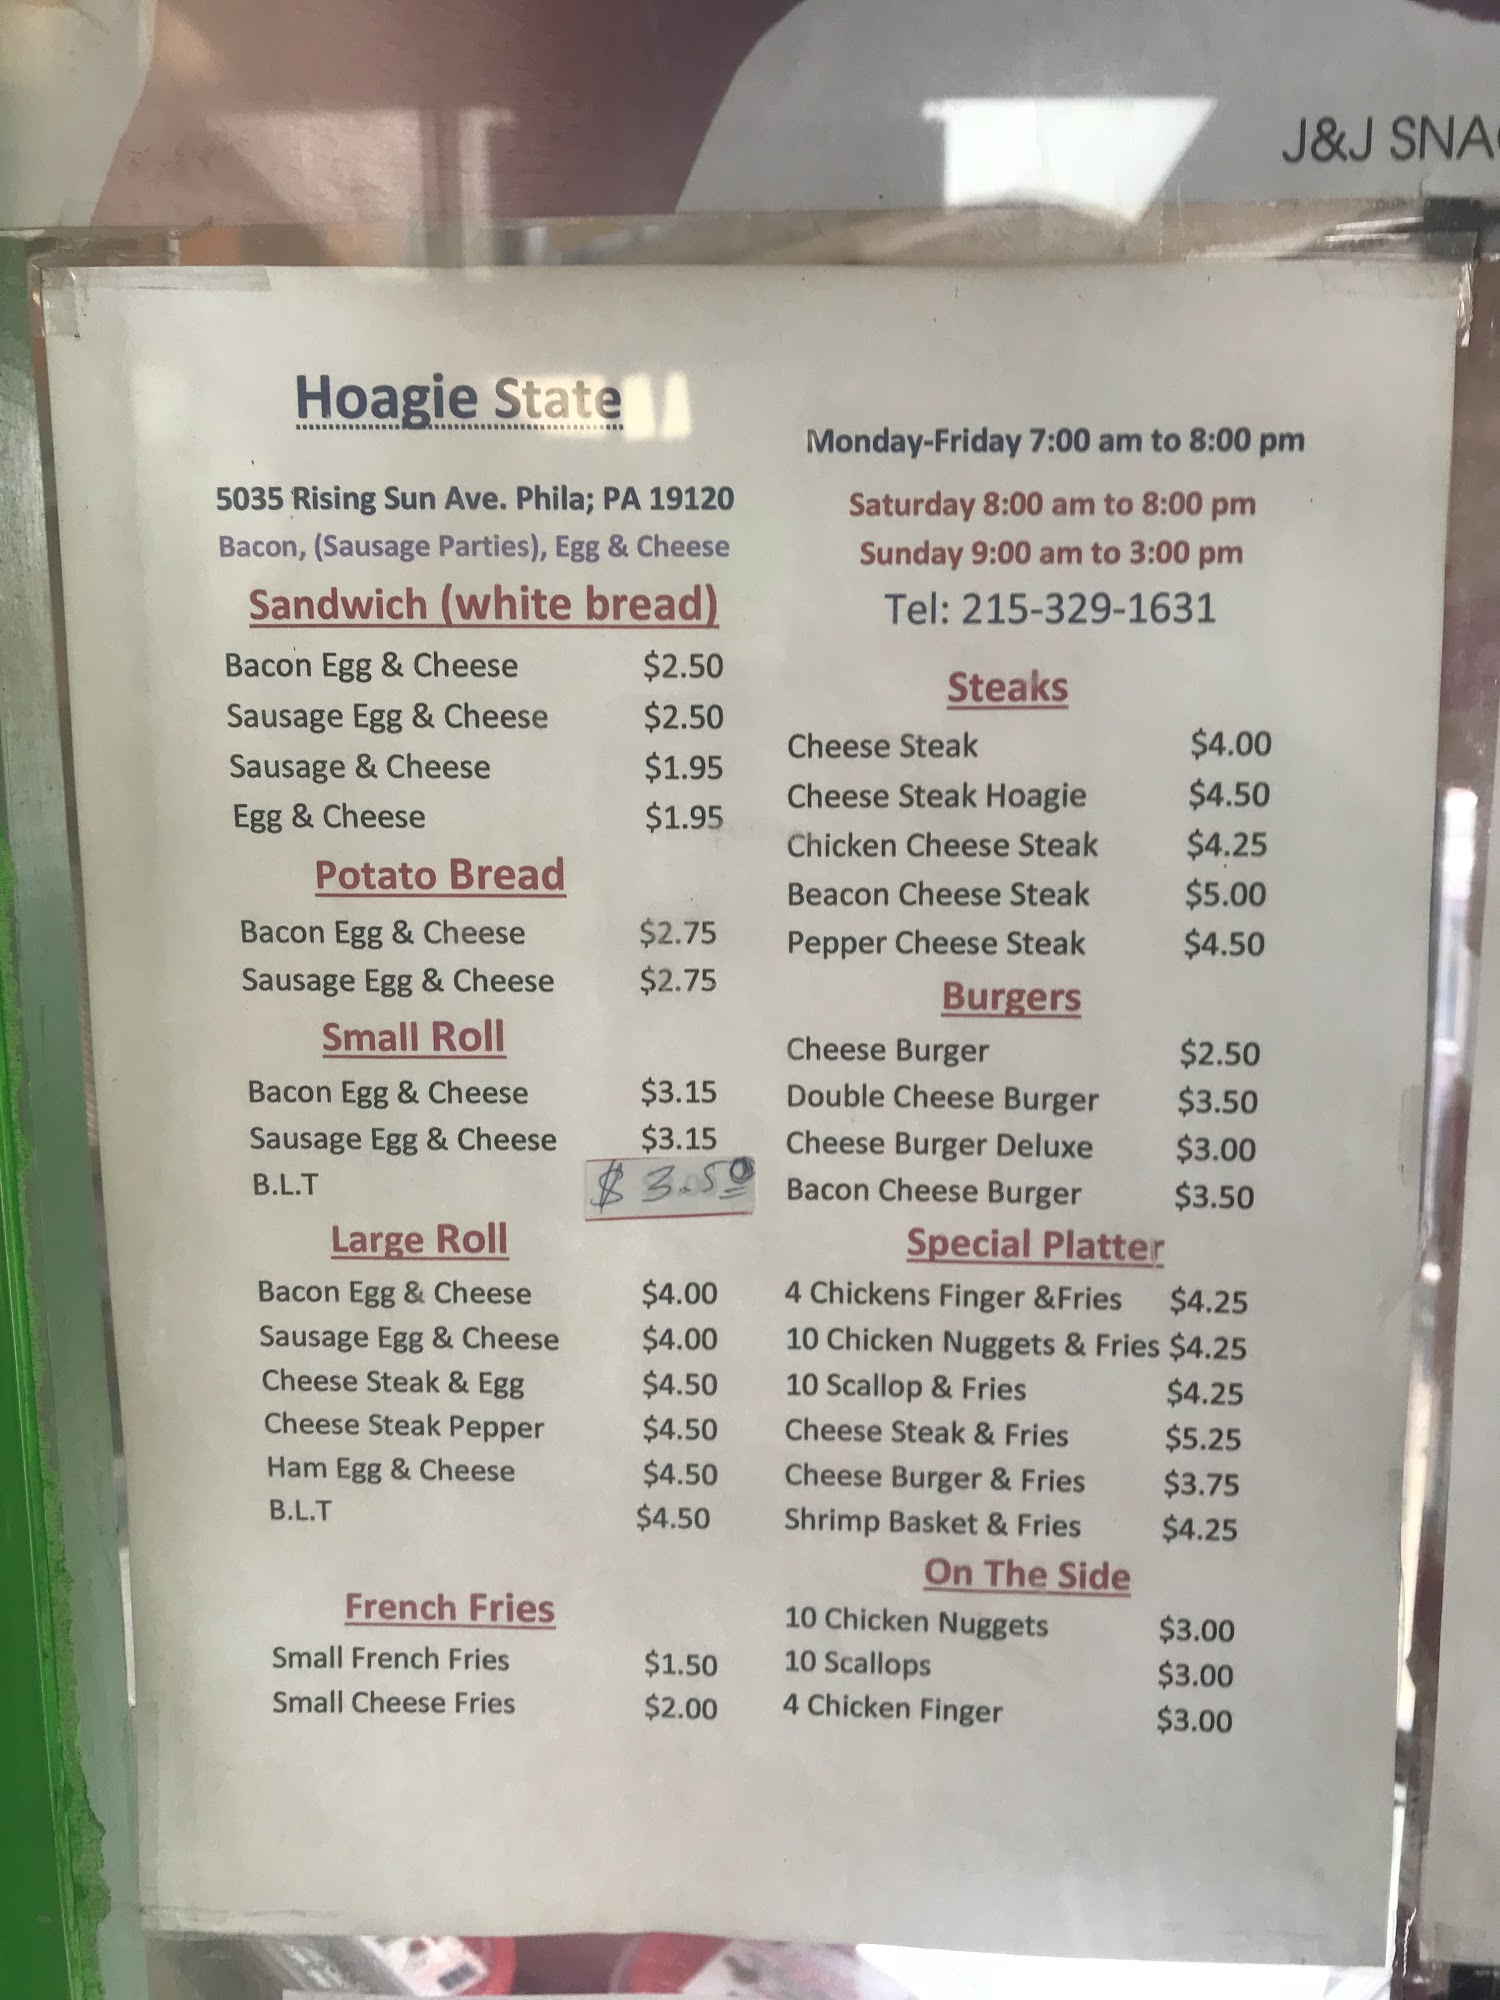 J&J SNA
Hoagie State
5035 Rising Sun Ave. Phila; PA 19120
Bacon, (Sausage Parties), Egg & Cheese
Sandwich (white bread)
Bacon Egg & Cheese $2.50
Sausage Egg & Cheese $2.50
Sausage & Cheese $1.95
Egg & Cheese $1.95
Potato Bread
Bacon Egg & Cheese $2.75
Sausage Egg & Cheese $2.75
Small Roll
Bacon Egg & Cheese $3.15
Sausage Egg & Cheese $3.15
B.L.T $3.50
Large Roll
Bacon Egg & Cheese $4.00
Sausage Egg & Cheese $4.00
Cheese Steak & Egg $4.50
Cheese Steak Pepper $4.50
Ham Egg & Cheese $4.50
B.L.T $4.50
French Fries
Small French Fries $1.50
Small Cheese Fries $2.00
Monday-Friday 7:00 am to 8:00 pm
Saturday 8:00 am to 8:00 pm
Sunday 9:00 am to 3:00 pm
Tel: 215-329-1631
Steaks
Cheese Steak $4.00
Cheese Steak Hoagie $4.50
Chicken Cheese Steak $4.25
Beacon Cheese Steak $5.00
Pepper Cheese Steak $4.50
Burgers
Cheese Burger $2.50
Double Cheese Burger $3.50
Cheese Burger Deluxe $3.00
Bacon Cheese Burger $3.50
Special Platter
4 Chickens Finger &Fries $4.25
10 Chicken Nuggets & Fries $4.25
10 Scallop & Fries $4.25
Cheese Steak & Fries $5.25
Cheese Burger & Fries $3.75
Shrimp Basket & Fries $4.25
On The Side
10 Chicken Nuggets $3.00
10 Scallops $3.00
4 Chicken Finger $3.00